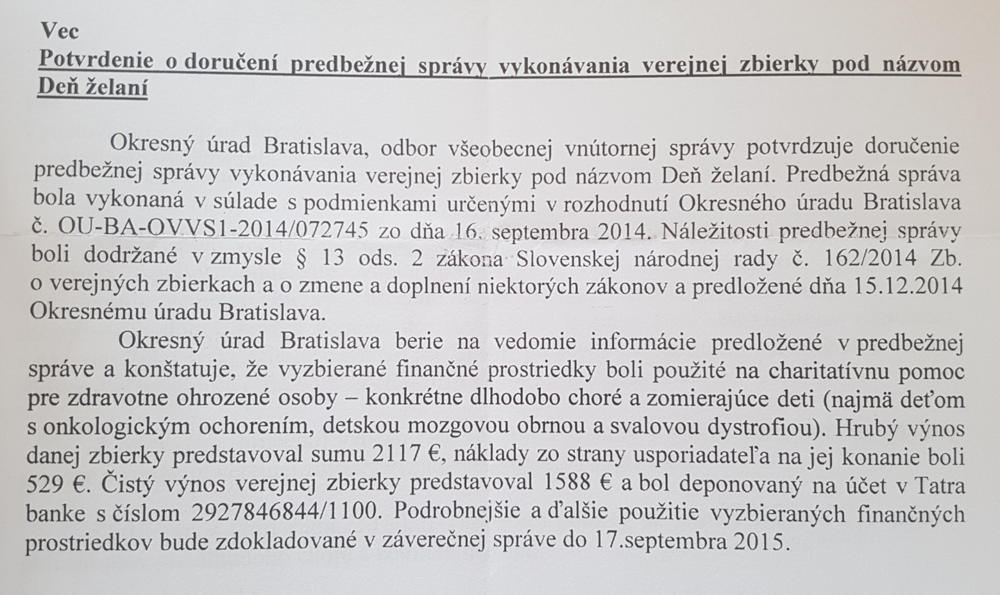 Vec
Potvrdenie o doručení predbežnej správy vykonávania verejnej zbierky pod názvom
Deň želaní
Okresný úrad Bratislava, odbor všeobecnej vnútornej správy potvrdzuje doručenie
predbežnej správy vykonávania verejnej zbierky pod názvom Deň želaní. Predbežná správa
bola vykonaná v súlade s podmienkami určenými v rozhodnutí Okresného úradu Bratislava
č. OU-BA-OVVS1-2014/072745 zo dňa 16. septembra 2014. Náležitosti predbežnej správy
boli dodržané v zmysle § 13 ods. 2 zákona Slovenskej národnej rady č. 162/2014 Zb.
o verejných zbierkach a o zmene a doplnení niektorých zákonov a predložené dňa 15.12.2014
Okresnému úradu Bratislava.
Okresný úrad Bratislava berie na vedomie informácie predložené v predbežnej
správe a konštatuje, že vyzbierané finančné prostriedky boli použité na charitatívnu pomoc
pre zdravotne ohrozené osoby – konkrétne dlhodobo choré a zomierajúce deti (najmä deťom
s onkologickým ochorením, detskou mozgovou obrnou a svalovou dystrofiou). Hrubý výnos
danej zbierky predstavoval sumu 2117 €, náklady zo strany usporiadateľa na jej konanie boli
529 €. Čistý výnos verejnej zbierky predstavoval 1588 € a bol deponovaný na účet v Tatra
banke s číslom 2927846844/1100. Podrobnejšie a ďalšie použitie vyzbieraných finančných
prostriedkov bude zdokladované v záverečnej správe do 17.septembra 2015.